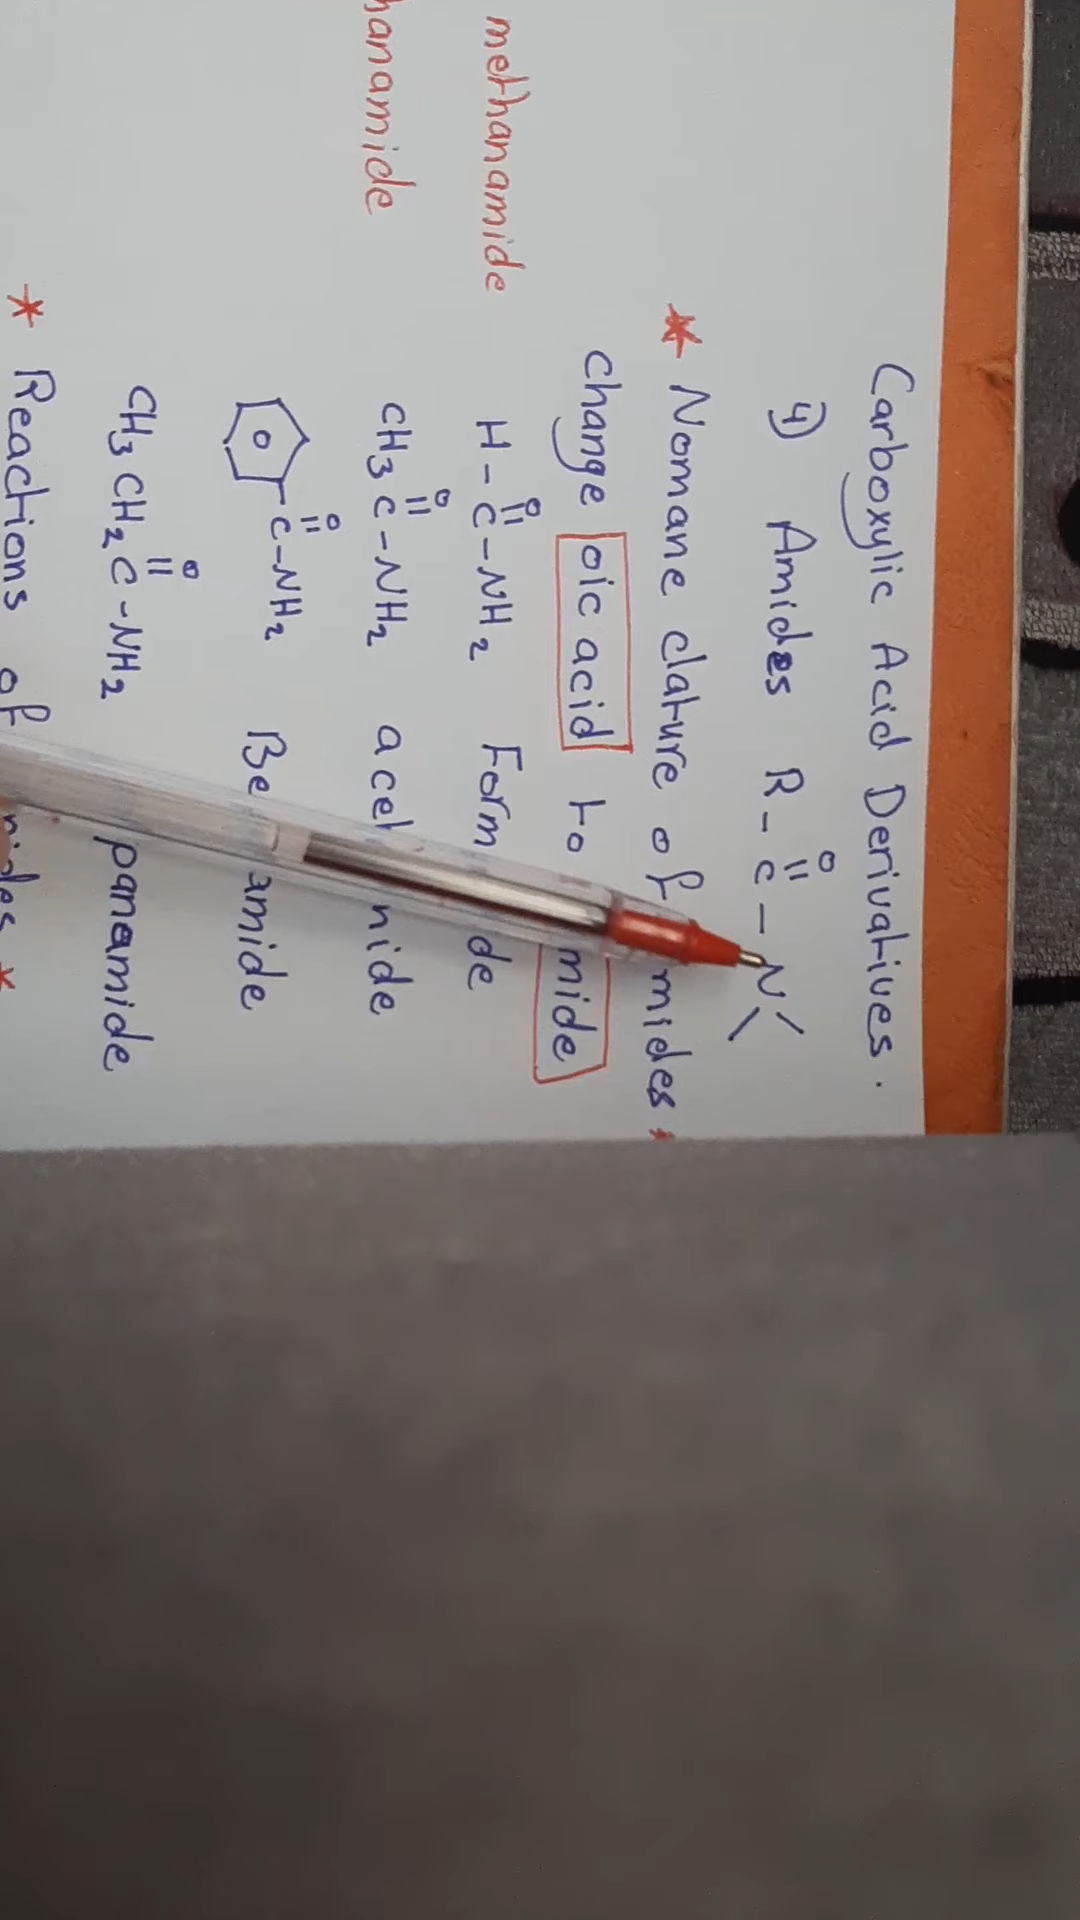 Carboxylic Acid Derivatives.
4) Amides R-C-N
O
* Nomane clature of mides *
change oic acid to mide
methanamide H-C-NH2 Form de
O
hanamide CH3C-NH2 acet nide
O
C-NH2 Be amide
O
CH3CH2C-NH2 panamide
O
* Reactions of *